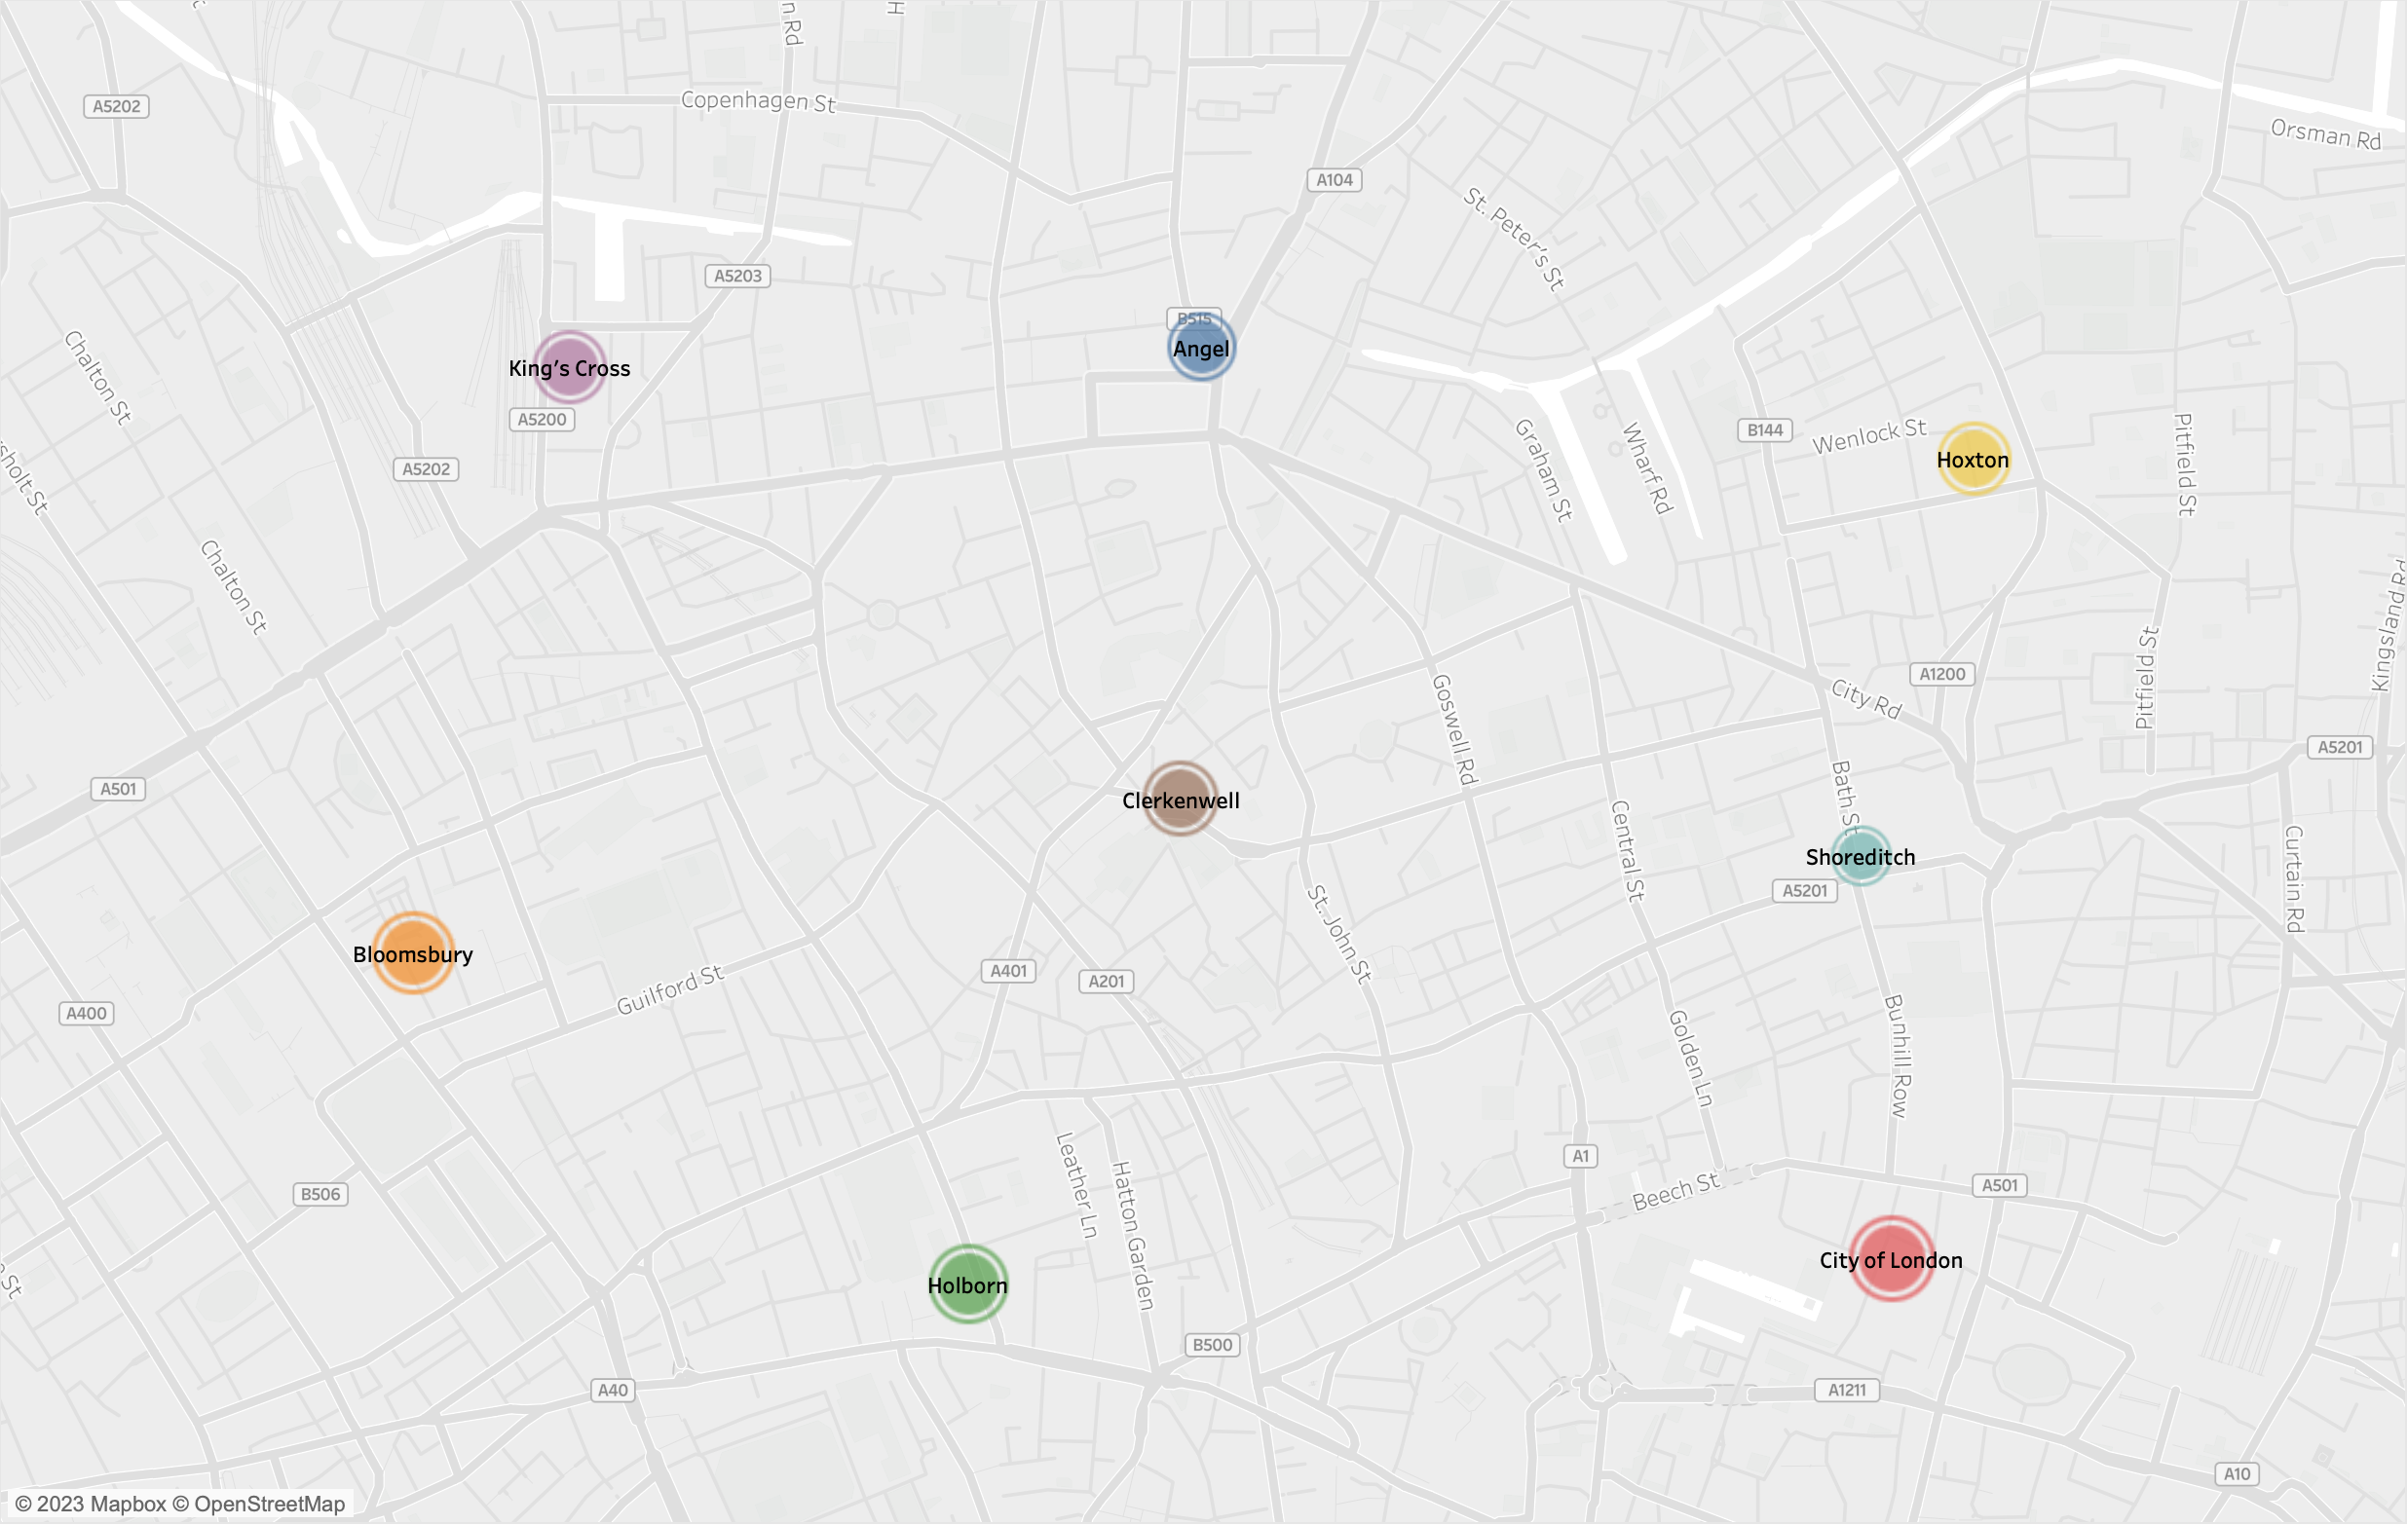 n Rd
H
A5202
Copenhagen St
Orsman Rd
A104
St. Peter's St
A5203
B515
Angel
Chalton St
King's Cross
A5200
Graham St
Wharf Rd
B144
Wenlock St
Hoxton
Pitfield St
A5202
sholt St
Chalton St
Kingsland Rd
A1200
City Rd
Pitfield St
Goswell Rd
A5201
A501
Bath St
Clerkenwell
Central St
Shoreditch
Curtain Rd
A5201
St. John St
Bloomsbury
A401
A201
Guilford St
A400
Golden Ln
Bunhill Row
Leather Ln
Hatton Garden
A1
Beech St
A501
B506
City of London
Holborn
St
B500
A40
A1211
A10
© 2023 Mapbox © OpenStreetMap